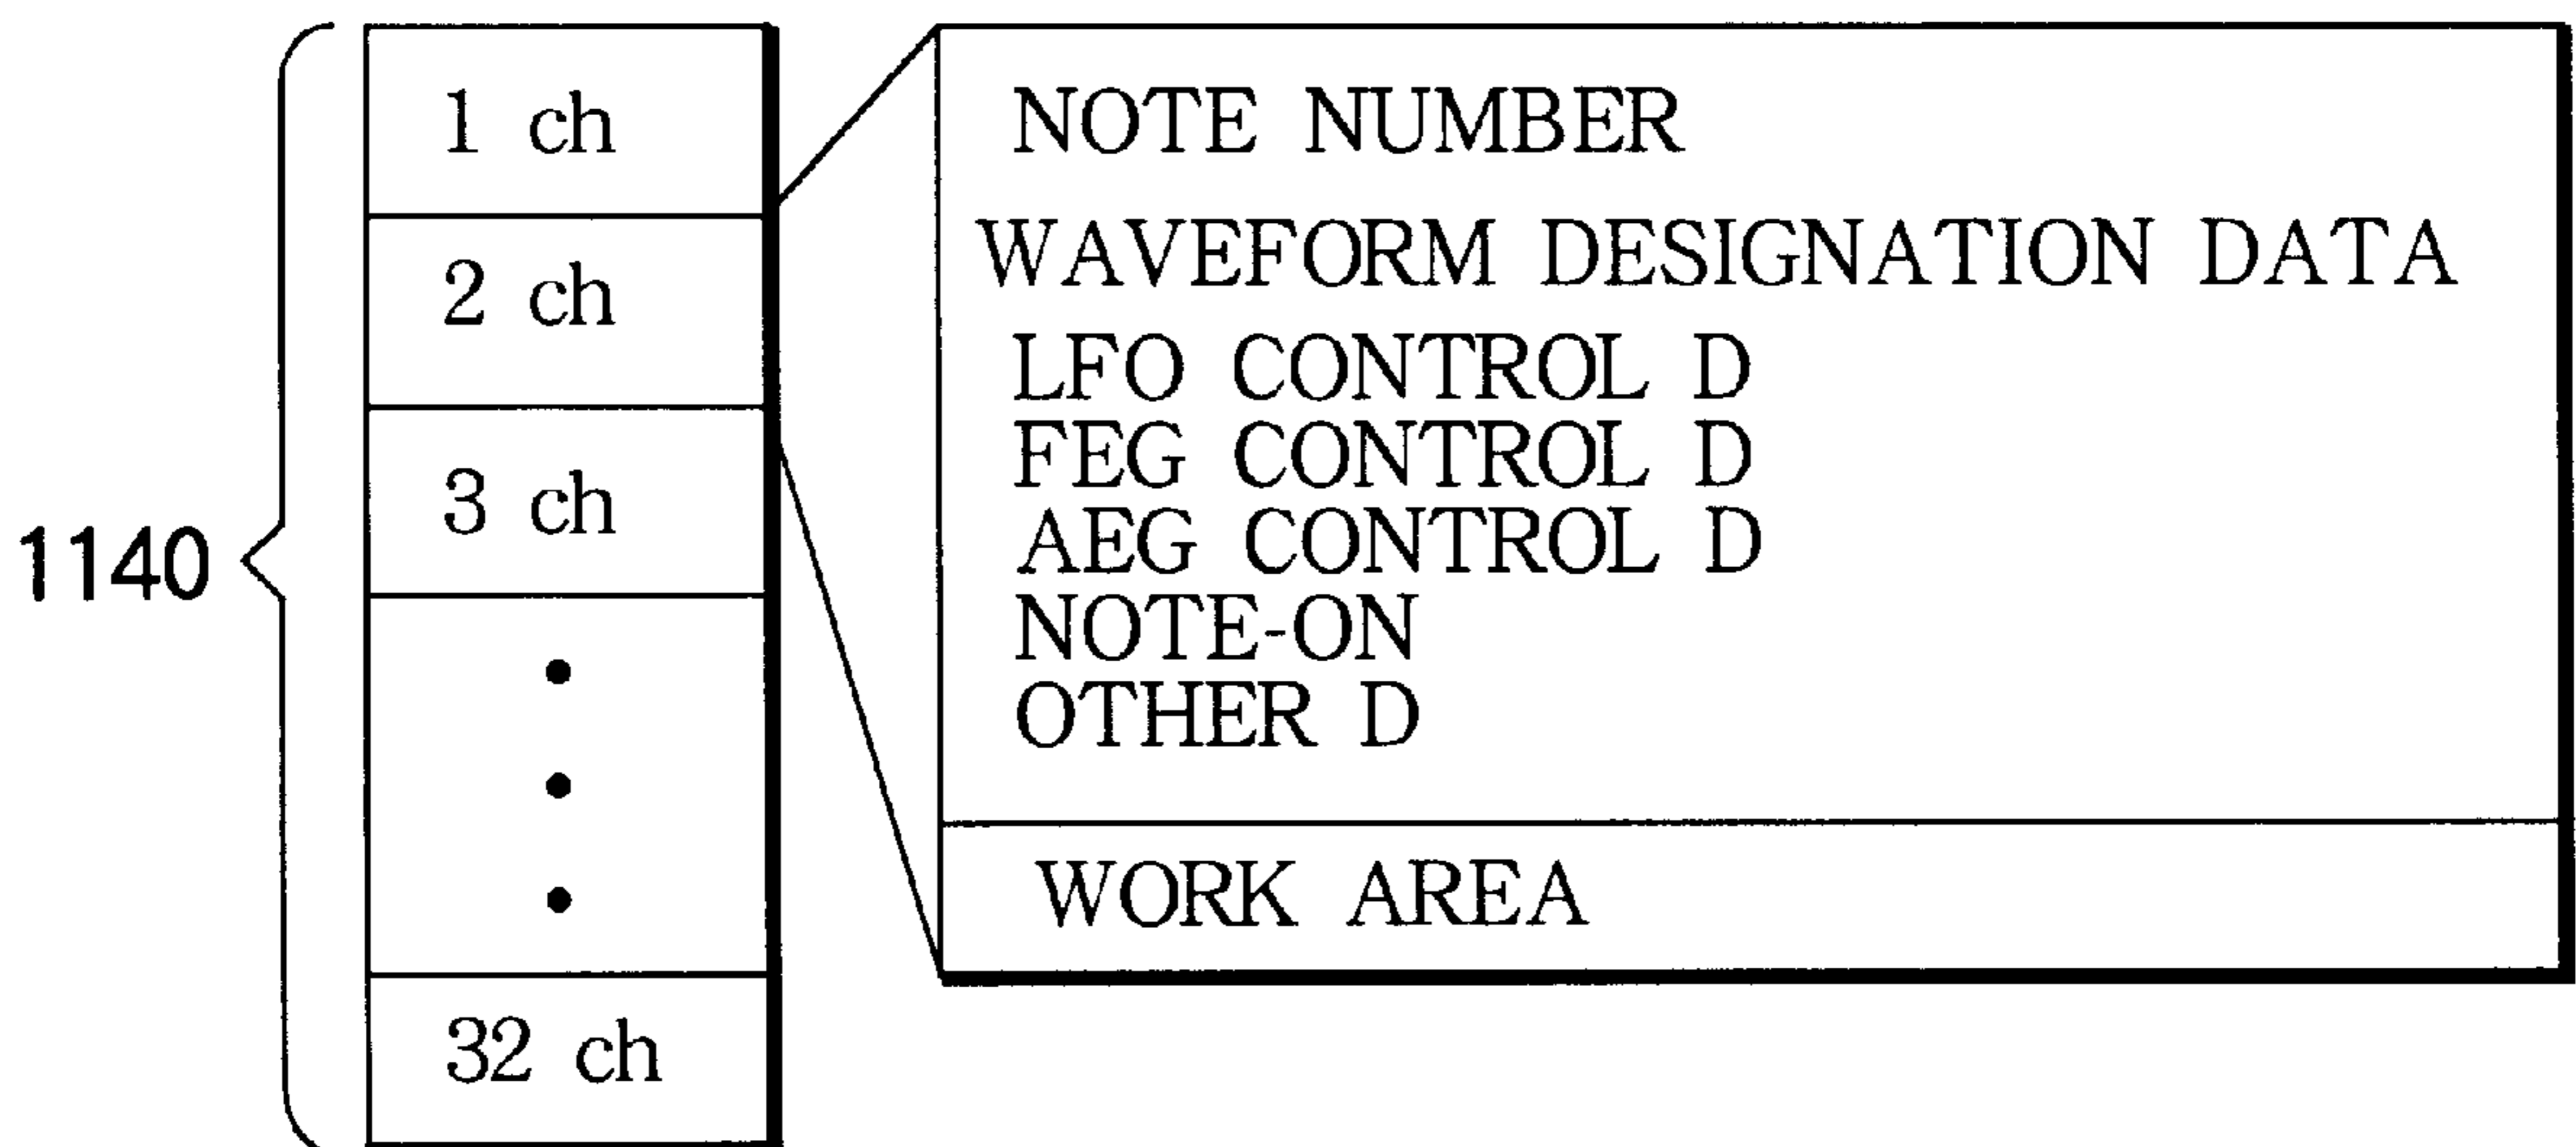 1140
1 ch
2 ch
3 ch
32 ch
NOTE NUMBER
WAVEFORM DESIGNATION DATA
LFO CONTROL D
FEG CONTROL D
AEG CONTROL D
NOTE-ON
OTHER D
WORK AREA